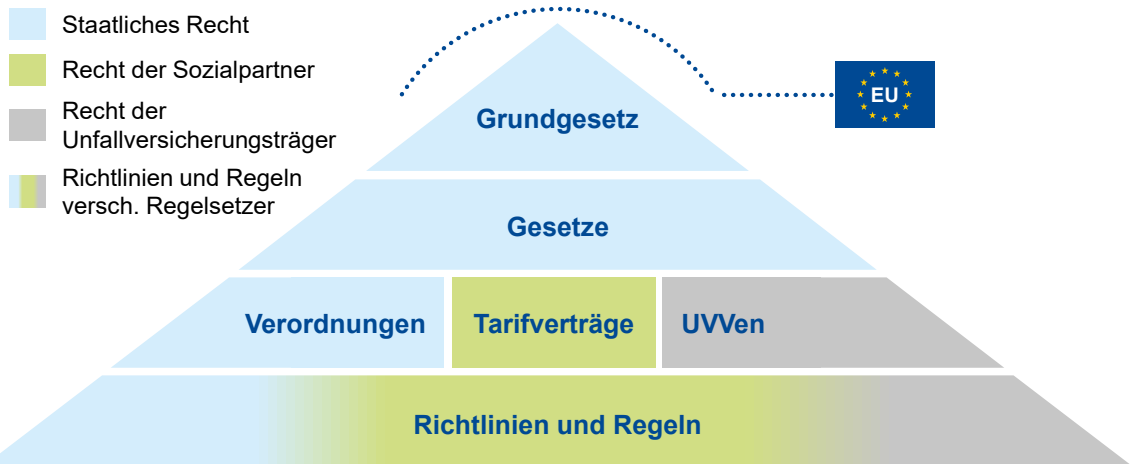 Staatliches Recht
Recht der Sozialpartner
Recht der
Unfallversicherungsträger
Richtlinien und Regeln
versch. Regelsetzer
EU
Grundgesetz
Gesetze
Verordnungen
Tarifverträge
UVVen
Richtlinien und Regeln